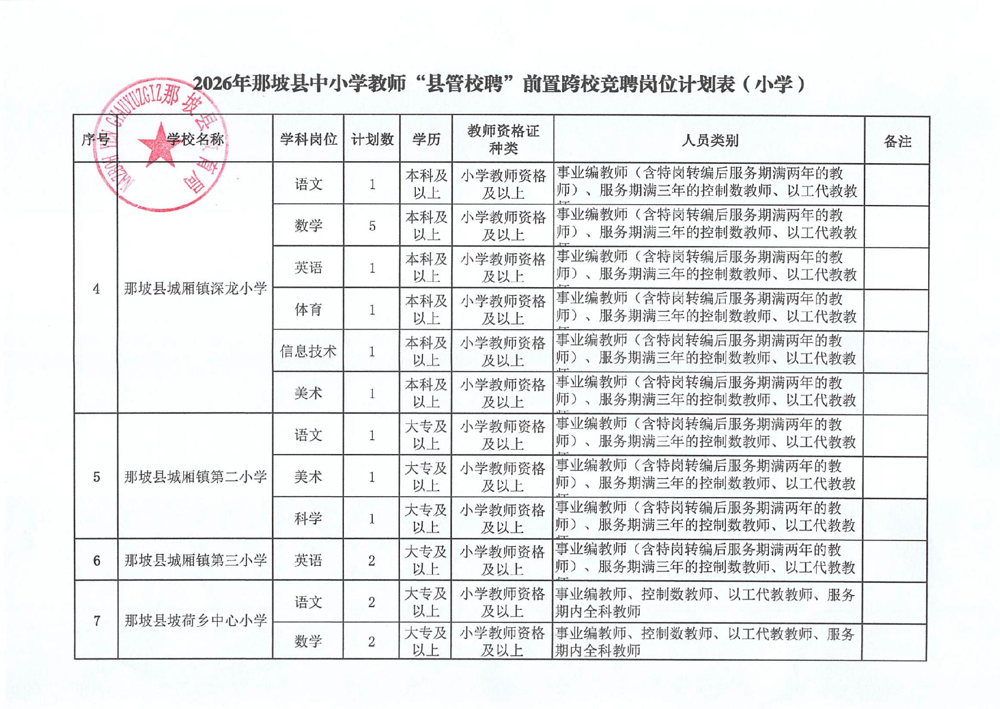 2026年那坡县中小学教师“县管校聘”前置跨校竞聘岗位计划表（小学）
NAZBOH YEN GYAUYUZGIZ 那坡县教育局
序号 学校名称 学科岗位 计划数 学历 教师资格证种类 人员类别 备注
4 那坡县城厢镇深龙小学
语文 1 本科及以上 小学教师资格及以上 事业编教师（含特岗转编后服务期满两年的教师）、服务期满三年的控制数教师、以工代教教
数学 5 本科及以上 小学教师资格及以上 事业编教师（含特岗转编后服务期满两年的教师）、服务期满三年的控制数教师、以工代教教
英语 1 本科及以上 小学教师资格及以上 事业编教师（含特岗转编后服务期满两年的教师）、服务期满三年的控制数教师、以工代教教
体育 1 本科及以上 小学教师资格及以上 事业编教师（含特岗转编后服务期满两年的教师）、服务期满三年的控制数教师、以工代教教
信息技术 1 本科及以上 小学教师资格及以上 事业编教师（含特岗转编后服务期满两年的教师）、服务期满三年的控制数教师、以工代教教
美术 1 本科及以上 小学教师资格及以上 事业编教师（含特岗转编后服务期满两年的教师）、服务期满三年的控制数教师、以工代教教
5 那坡县城厢镇第二小学
语文 1 大专及以上 小学教师资格及以上 事业编教师（含特岗转编后服务期满两年的教师）、服务期满三年的控制数教师、以工代教教
美术 1 大专及以上 小学教师资格及以上 事业编教师（含特岗转编后服务期满两年的教师）、服务期满三年的控制数教师、以工代教教
科学 1 大专及以上 小学教师资格及以上 事业编教师（含特岗转编后服务期满两年的教师）、服务期满三年的控制数教师、以工代教教
6 那坡县城厢镇第三小学 英语 2 大专及以上 小学教师资格及以上 事业编教师（含特岗转编后服务期满两年的教师）、服务期满三年的控制数教师、以工代教教
7 那坡县坡荷乡中心小学
语文 2 大专及以上 小学教师资格及以上 事业编教师、控制数教师、以工代教教师、服务期内全科教师
数学 2 大专及以上 小学教师资格及以上 事业编教师、控制数教师、以工代教教师、服务期内全科教师